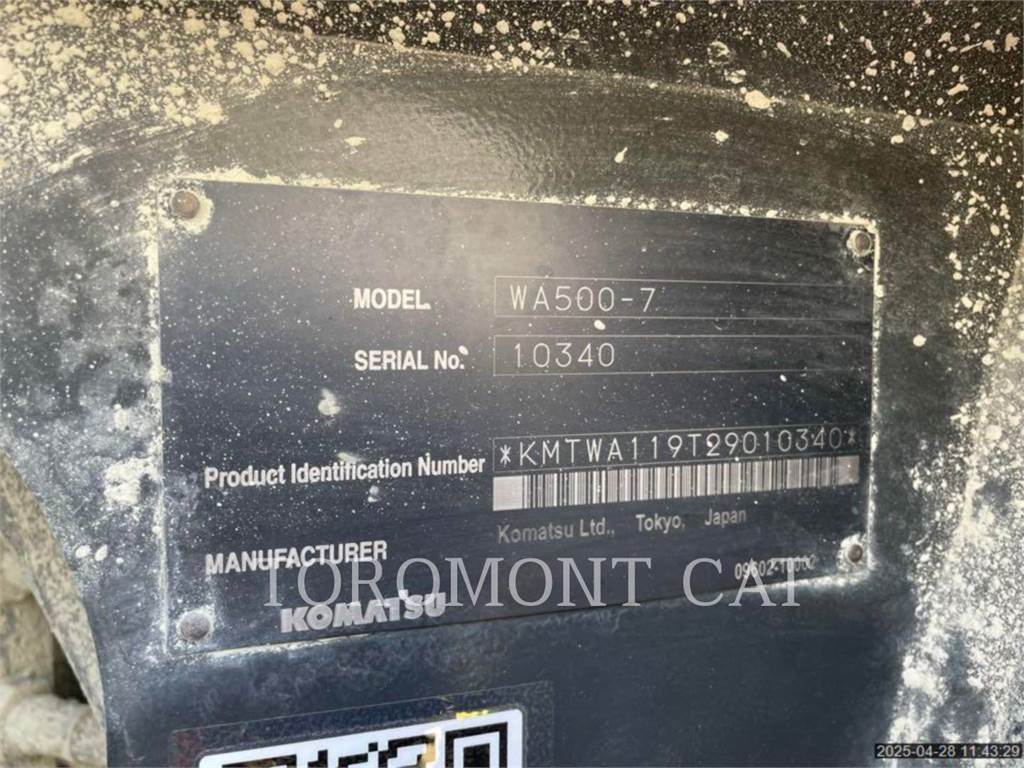 MODEL WA500-7
SERIAL No. 10340
Product Identification Number *KMTWA119T29010340*
MANUFACTURER Komatsu Ltd., Tokyo, Japan
KOMATSU
TOROMONT CAT
2025-04-28 11:43:29